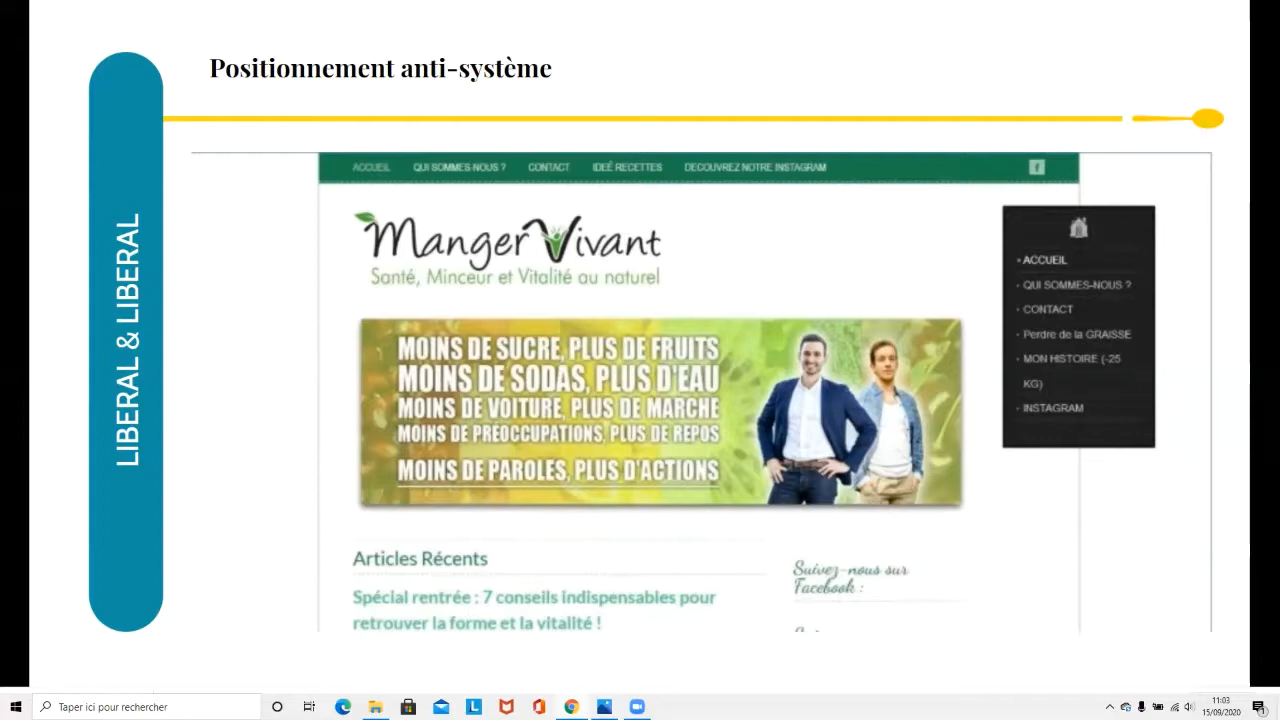 Positionnement anti-système
LIBERAL & LIBERAL
ACCUEIL QUI SOMMES-NOUS ? CONTACT IDEÉ RECETTES DECOUVREZ NOTRE INSTAGRAM
f
Manger Vivant
Santé, Minceur et Vitalité au naturel
ACCUEIL
QUI SOMMES-NOUS ?
CONTACT
Perdre de la GRAISSE
MON HISTOIRE (-25
KG)
INSTAGRAM
MOINS DE SUCRE, PLUS DE FRUITS
MOINS DE SODAS, PLUS D'EAU
MOINS DE VOITURE, PLUS DE MARCHE
MOINS DE PRÉOCCUPATIONS, PLUS DE REPOS
MOINS DE PAROLES, PLUS D'ACTIONS
Articles Récents
Spécial rentrée : 7 conseils indispensables pour
retrouver la forme et la vitalité !
Suivez-nous sur
Facebook :
Taper ici pour rechercher
11:03
15/09/2020